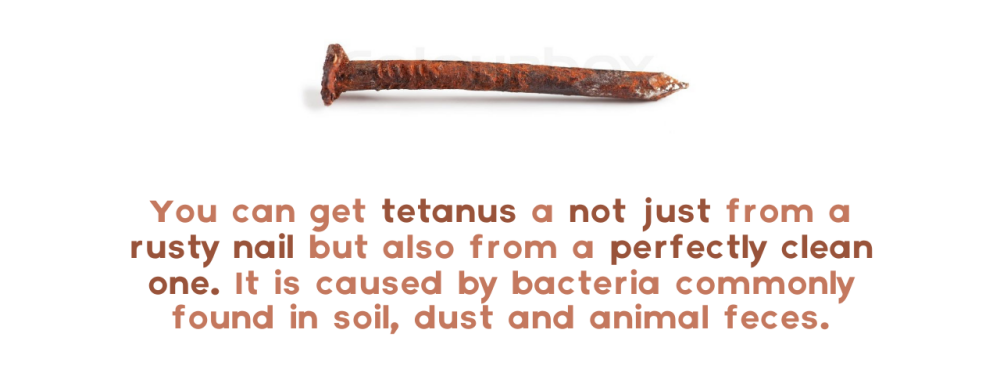 You can get tetanus a not just from a
rusty nail but also from a perfectly clean
one. It is caused by bacteria commonly
found in soil, dust and animal feces.